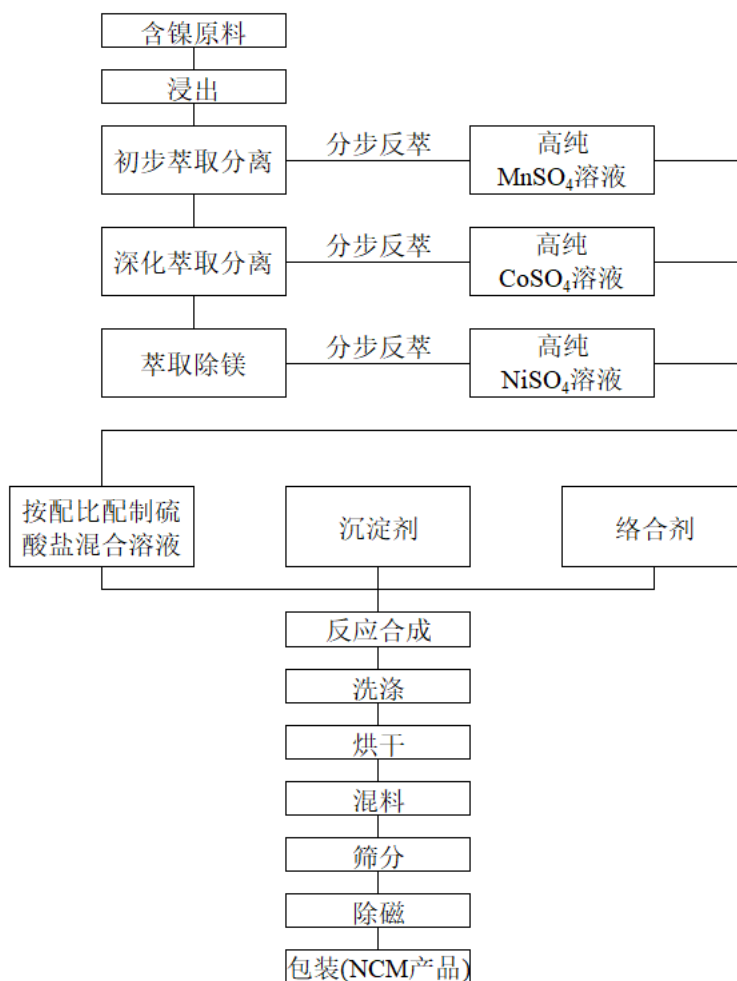 含镍原料
浸出
初步萃取分离
分步反萃
高纯
MnSO₄溶液
深化萃取分离
分步反萃
高纯
CoSO₄溶液
萃取除镁
分步反萃
高纯
NiSO₄溶液
按配比配制硫
酸盐混合溶液
沉淀剂
络合剂
反应合成
洗涤
烘干
混料
筛分
除磁
包装(NCM产品)